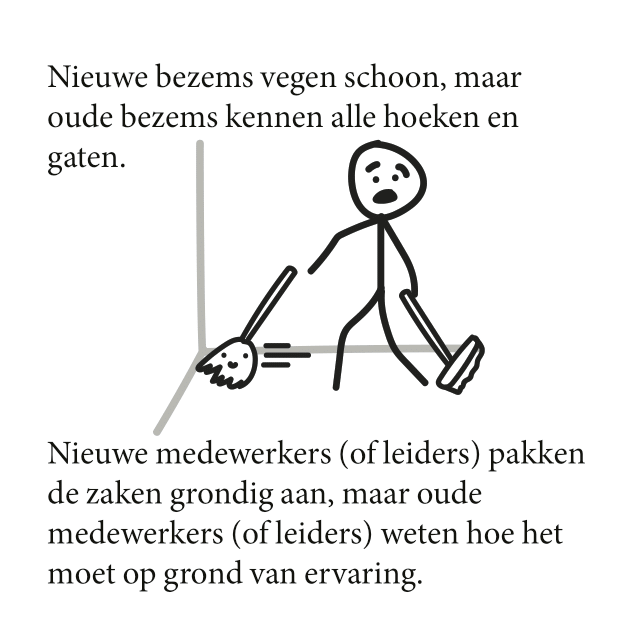 Nieuwe bezems vegen schoon, maar
oude bezems kennen alle hoeken en
gaten.
Nieuwe medewerkers (of leiders) pakken
de zaken grondig aan, maar oude
medewerkers (of leiders) weten hoe het
moet op grond van ervaring.